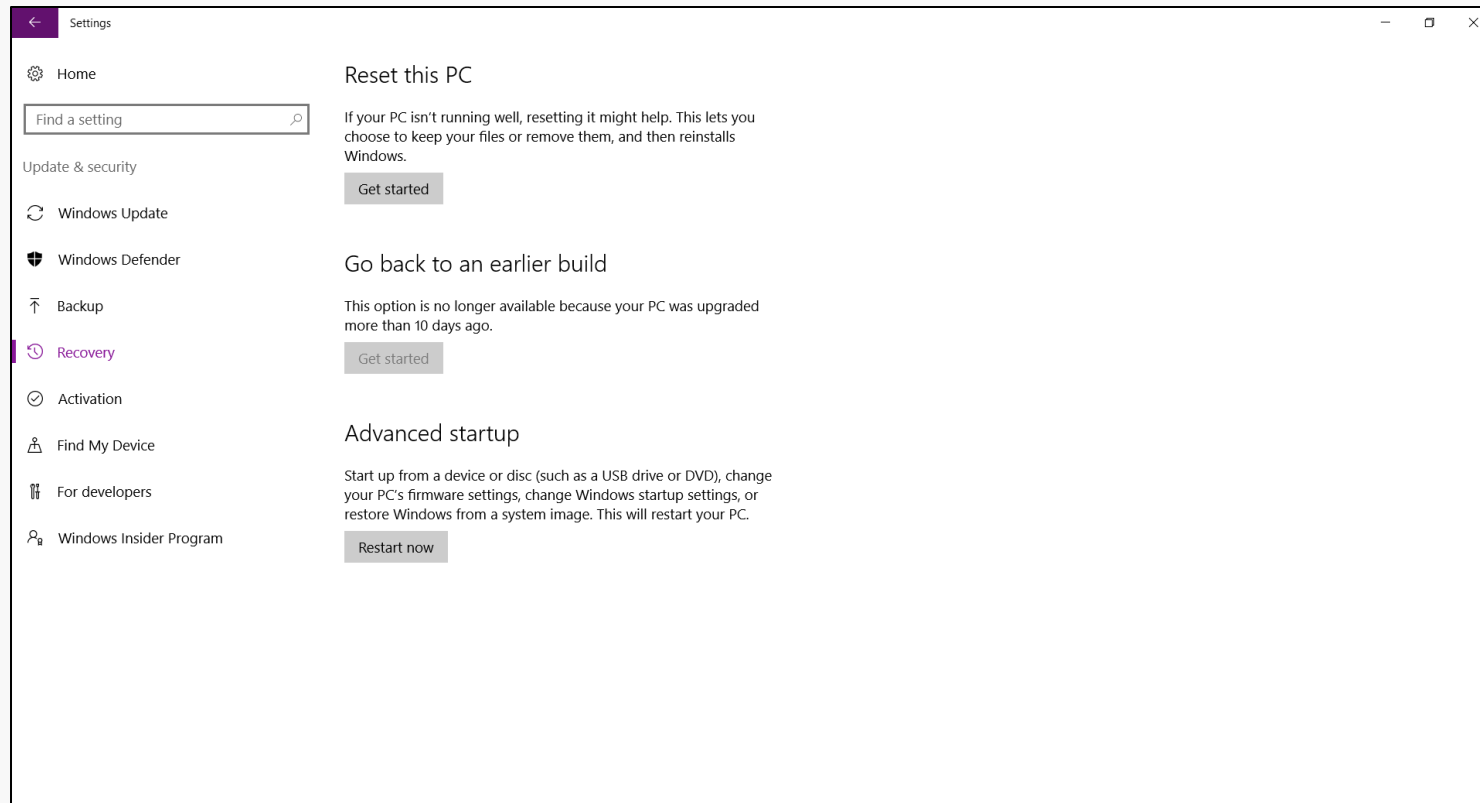 Settings
Home
Find a setting
Update & security
Windows Update
Windows Defender
Backup
Recovery
Activation
Find My Device
For developers
Windows Insider Program
Reset this PC
If your PC isn’t running well, resetting it might help. This lets you
choose to keep your files or remove them, and then reinstalls
Windows.
Get started
Go back to an earlier build
This option is no longer available because your PC was upgraded
more than 10 days ago.
Get started
Advanced startup
Start up from a device or disc (such as a USB drive or DVD), change
your PC’s firmware settings, change Windows startup settings, or
restore Windows from a system image. This will restart your PC.
Restart now